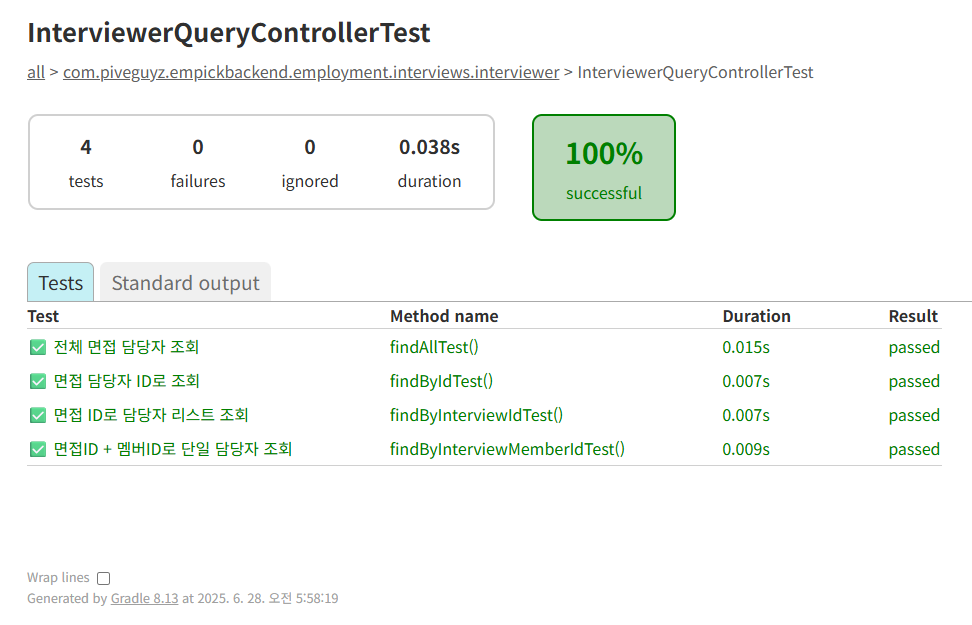 InterviewerQueryControllerTest
all > com.piveguyz.empickbackend.employment.interviews.interviewer > InterviewerQueryControllerTest
4 0 0 0.038s
tests failures ignored duration
100%
successful
Tests Standard output
Test Method name Duration Result
✅ 전체 면접 담당자 조회 findAllTest() 0.015s passed
✅ 면접 담당자 ID로 조회 findByIdTest() 0.007s passed
✅ 면접 ID로 담당자 리스트 조회 findByInterviewIdTest() 0.007s passed
✅ 면접ID + 멤버ID로 단일 담당자 조회 findByInterviewMemberIdTest() 0.009s passed
Wrap lines
Generated by Gradle 8.13 at 2025. 6. 28. 오전 5:58:19